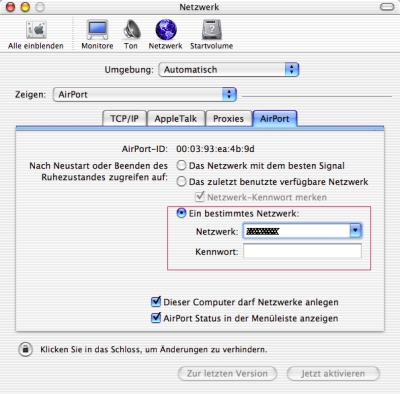 Netzwerk
Alle einblenden Monitore Ton Netzwerk Startvolume
Umgebung: Automatisch
Zeigen: AirPort
TCP/IP AppleTalk Proxies AirPort
AirPort-ID: 00:03:93:ea:4b:9d
Nach Neustart oder Beenden des Das Netzwerk mit dem besten Signal
Ruhezustandes zugreifen auf: Das zuletzt benutzte verfügbare Netzwerk
Netzwerk-Kennwort merken
Ein bestimmtes Netzwerk:
Netzwerk:
Kennwort:
Dieser Computer darf Netzwerke anlegen
AirPort Status in der Menüleiste anzeigen
Klicken Sie in das Schloss, um Änderungen zu verhindern.
Zur letzten Version Jetzt aktivieren